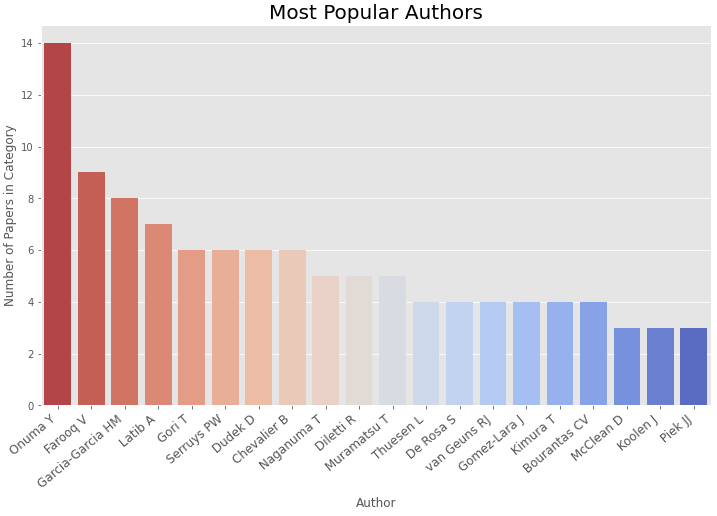 Most Popular Authors
Number of Papers in Category
14
12
10
8
6
4
2
0
Onuma Y
Farooq V
Garcia-Garcia HM
Latib A
Gori T
Serruys PW
Dudek D
Chevalier B
Naganuma T
Diletti R
Muramatsu T
Thuesen L
De Rosa S
van Geuns RJ
Gomez-Lara J
Kimura T
Bourantas CV
McClean D
Koolen J
Piek JJ
Author